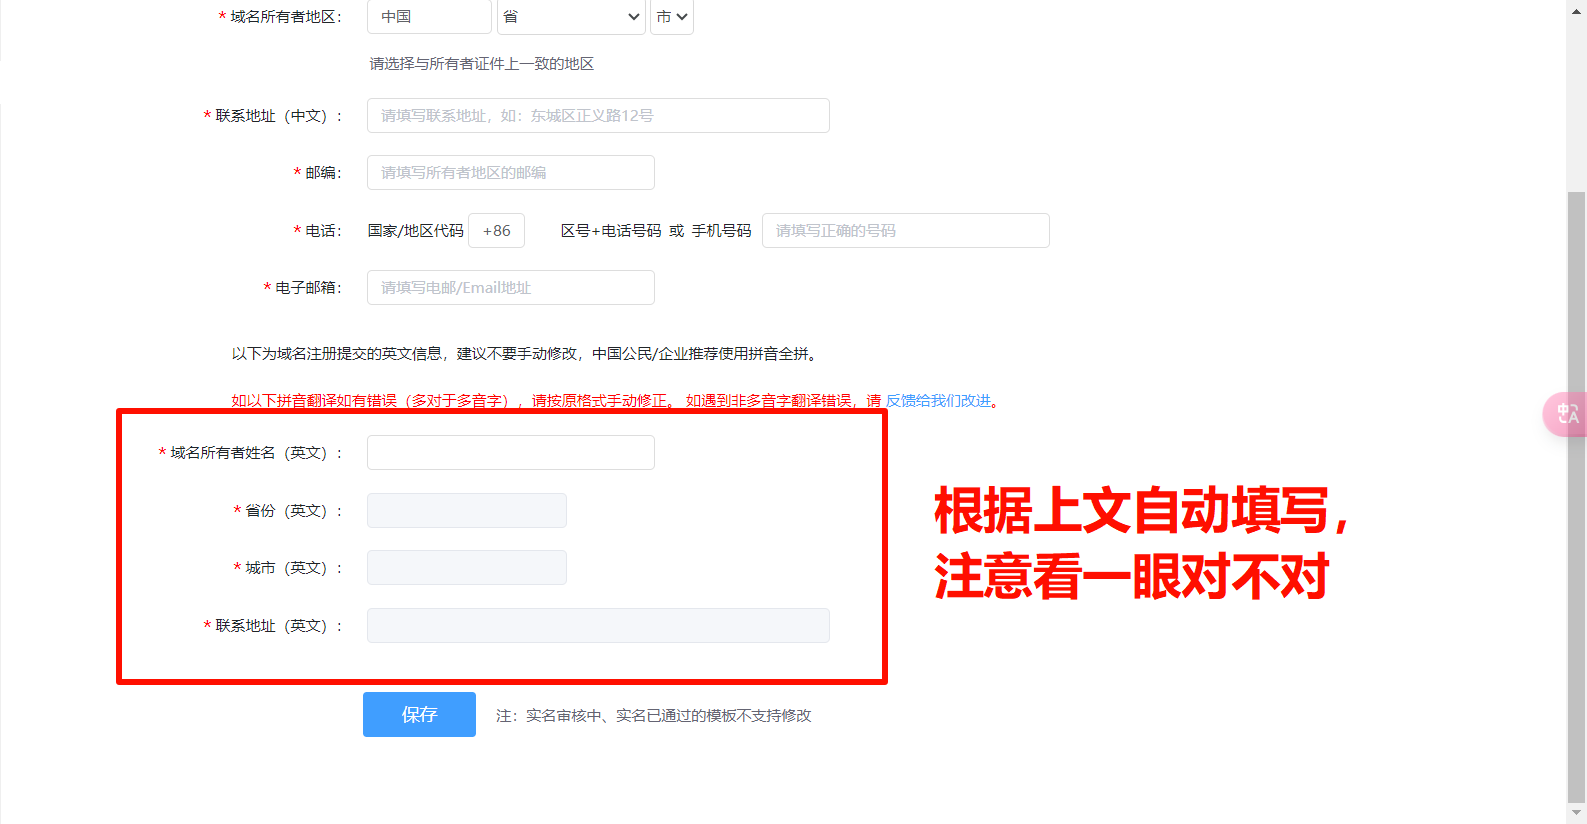 * 域名所有者地区： 中国 省 市
请选择与所有者证件上一致的地区
* 联系地址（中文）： 请填写联系地址，如：东城区正义路12号
* 邮编： 请填写所有者地区的邮编
* 电话： 国家/地区代码 +86 区号+电话号码 或 手机号码 请填写正确的号码
* 电子邮箱： 请填写电邮/Email地址
以下为域名注册提交的英文信息，建议不要手动修改，中国公民/企业推荐使用拼音全拼。
如以下拼音翻译如有错误（多对于多音字），请按原格式手动修正。 如遇到非多音字翻译错误，请 反馈给我们改进。
* 域名所有者姓名（英文）：
* 省份（英文）：
* 城市（英文）：
* 联系地址（英文）：
根据上文自动填写，
注意看一眼对不对
保存 注：实名审核中、实名已通过的模板不支持修改
中 A